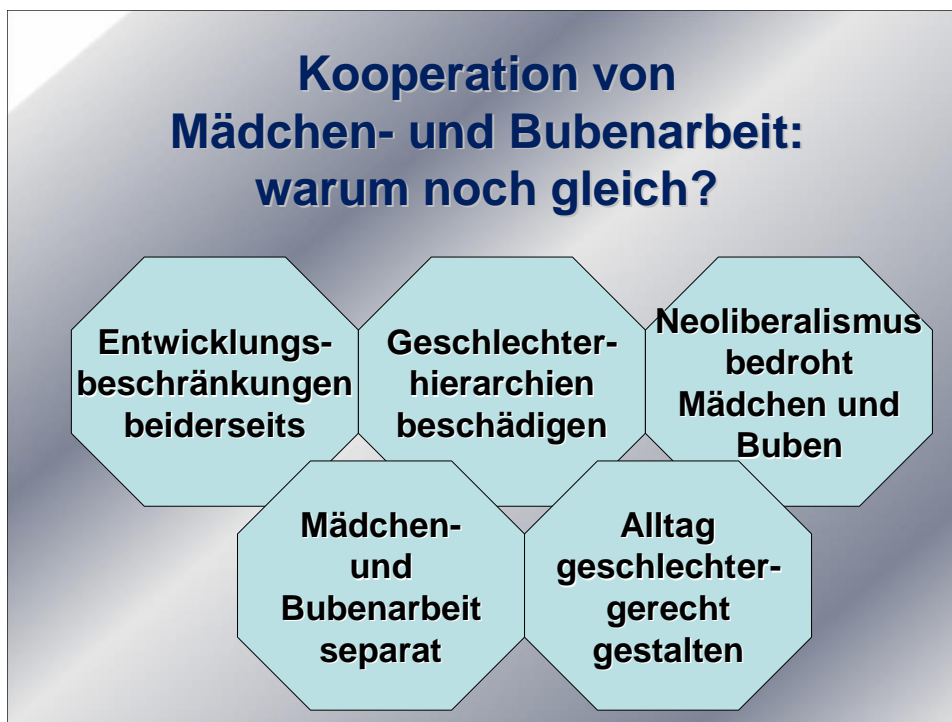 Kooperation von
Mädchen- und Bubenarbeit:
warum noch gleich?
Entwicklungs-
beschränkungen
beiderseits
Geschlechter-
hierarchien
beschädigen
Neoliberalismus
bedroht
Mädchen und
Buben
Mädchen-
und
Bubenarbeit
separat
Alltag
geschlechter-
gerecht
gestalten